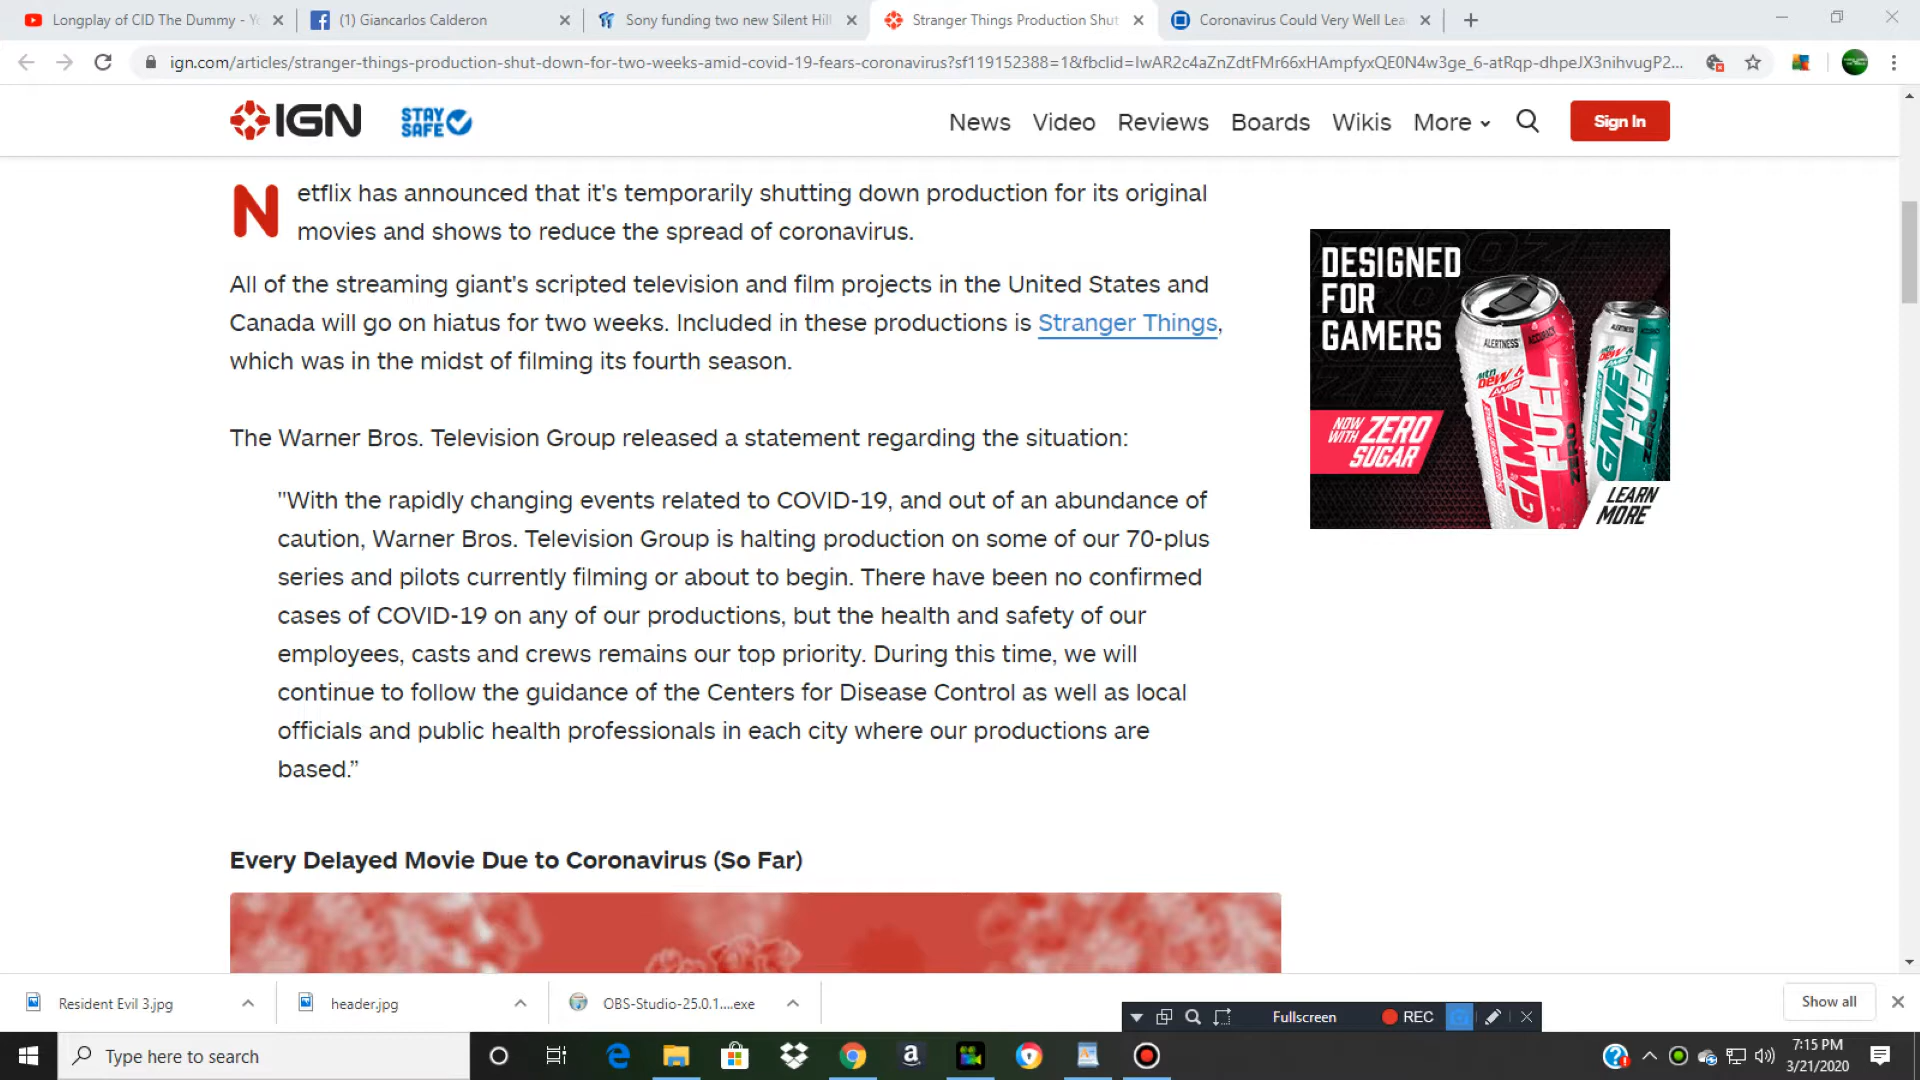 Longplay of CID The Dummy - Y
(1) Giancarlos Calderon
Sony funding two new Silent Hill
Stranger Things Production Shut
Coronavirus Could Very Well Lea
ign.com/articles/stranger-things-production-shut-down-for-two-weeks-amid-covid-19-fears-coronavirus?sf119152388=1&fbclid=IwAR2c4aZnZdtFMr66xHAmpfyxQE0N4w3ge_6-atRqp-dhpeJX3nihvugP2...
IGN
STAY SAFE
News Video Reviews Boards Wikis More
Sign In
Netflix has announced that it's temporarily shutting down production for its original
movies and shows to reduce the spread of coronavirus.
All of the streaming giant's scripted television and film projects in the United States and
Canada will go on hiatus for two weeks. Included in these productions is Stranger Things,
which was in the midst of filming its fourth season.
The Warner Bros. Television Group released a statement regarding the situation:
"With the rapidly changing events related to COVID-19, and out of an abundance of
caution, Warner Bros. Television Group is halting production on some of our 70-plus
series and pilots currently filming or about to begin. There have been no confirmed
cases of COVID-19 on any of our productions, but the health and safety of our
employees, casts and crews remains our top priority. During this time, we will
continue to follow the guidance of the Centers for Disease Control as well as local
officials and public health professionals in each city where our productions are
based.”
DESIGNED
FOR
GAMERS
ALERTNESS ACCURACY
mtn dew AMP
GAME FUEL ZERO
NOW WITH ZERO SUGAR
LEARN
MORE
Every Delayed Movie Due to Coronavirus (So Far)
Resident Evil 3.jpg
header.jpg
OBS-Studio-25.0.1....exe
Show all
Fullscreen
REC
Type here to search
7:15 PM
3/21/2020